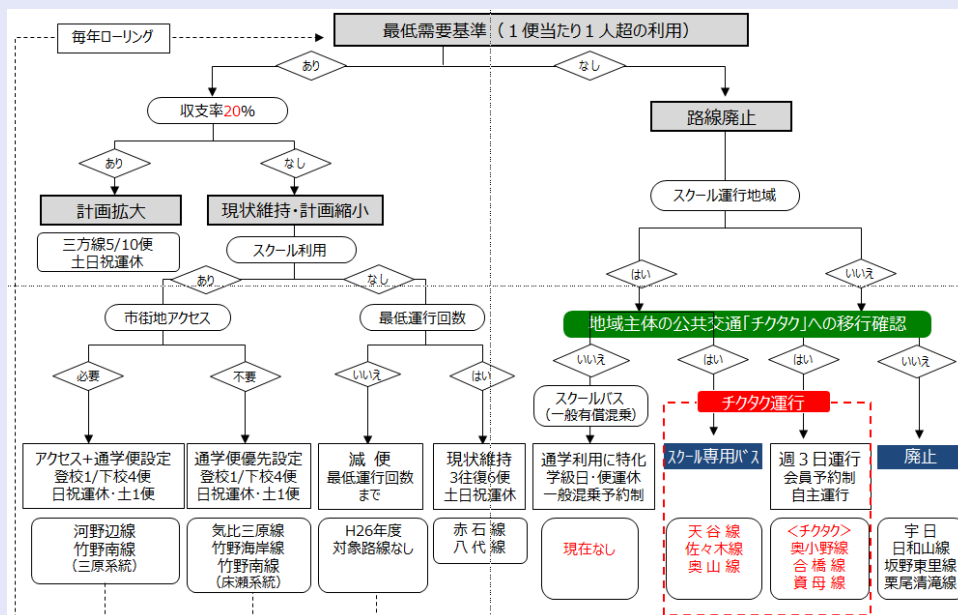 最低需要基準（１便当たり１人超の利用）
毎年ローリング
あり
なし
収支率20%
路線廃止
あり
なし
計画拡大
現状維持・計画縮小
スクール運行地域
三方線5/10便
土日祝運休
スクール利用
はい
いいえ
あり
なし
市街地アクセス
最低運行回数
地域主体の公共交通「チクタク」への移行確認
必要
不要
いいえ
はい
いいえ
はい
はい
いいえ
スクールバス
(一般有償混乗)
チクタク運行
アクセス+通学便設定
登校1/下校4便
日祝運休・土1便
通学便優先設定
登校1/下校4便
日祝運休・土1便
減 便
最低運行回数
まで
現状維持
3往復6便
土日祝運休
通学利用に特化
学級日・便運休
一般混乗予約制
スクール専用バス
週３日運行
会員予約制
自主運行
廃止
河野辺線
竹野南線
(三原系統)
気比三原線
竹野海岸線
竹野南線
(床瀬系統)
H26年度
対象路線なし
赤 石 線
八 代 線
現在なし
天 谷 線
佐々木線
奥 山 線
<チクタク>
奥小野線
合 橋 線
資 母 線
宇 日
日和山線
坂野東里線
栗尾清滝線